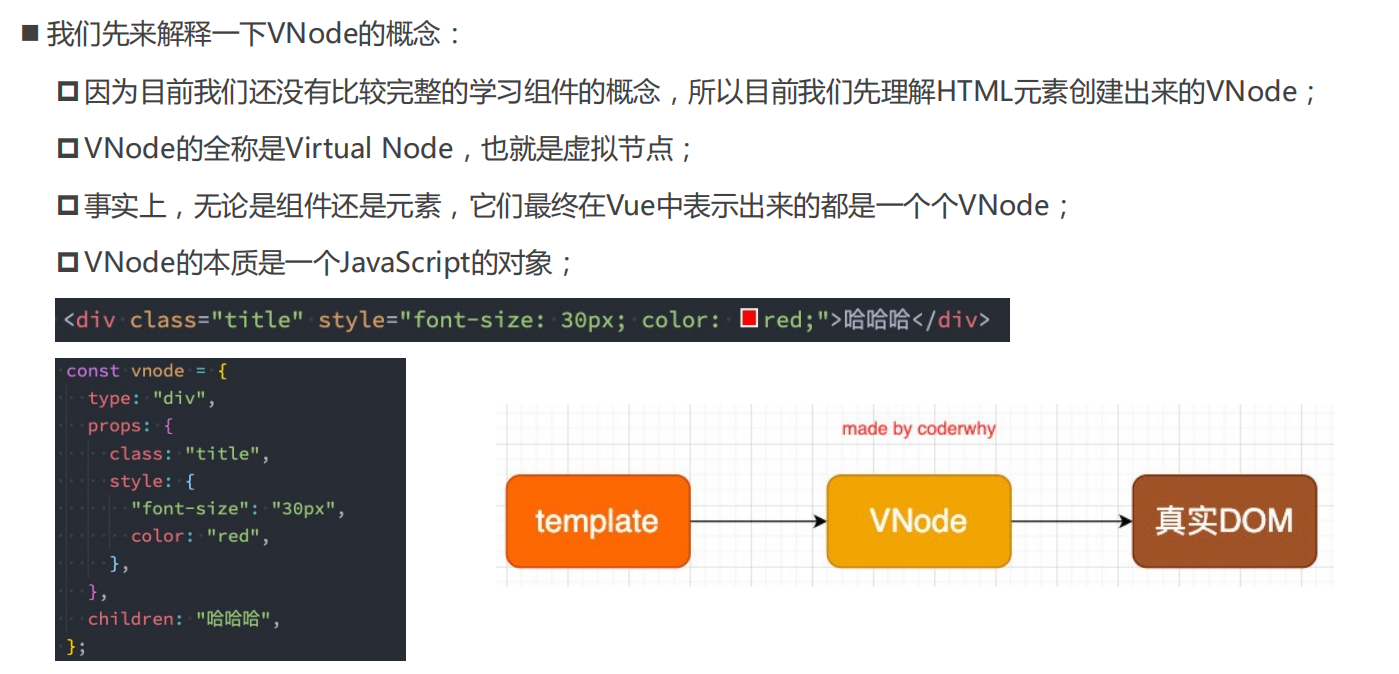 ■ 我们先来解释一下VNode的概念：
因为目前我们还没有比较完整的学习组件的概念，所以目前我们先理解HTML元素创建出来的VNode；
VNode的全称是Virtual Node，也就是虚拟节点；
事实上，无论是组件还是元素，它们最终在Vue中表示出来的都是一个个VNode；
VNode的本质是一个JavaScript的对象；
<div class="title" style="font-size: 30px; color: red;">哈哈哈</div>
const vnode = {
type: "div",
props: {
class: "title",
style: {
"font-size": "30px",
color: "red",
},
},
children: "哈哈哈",
};
made by coderwhy
template
VNode
真实DOM